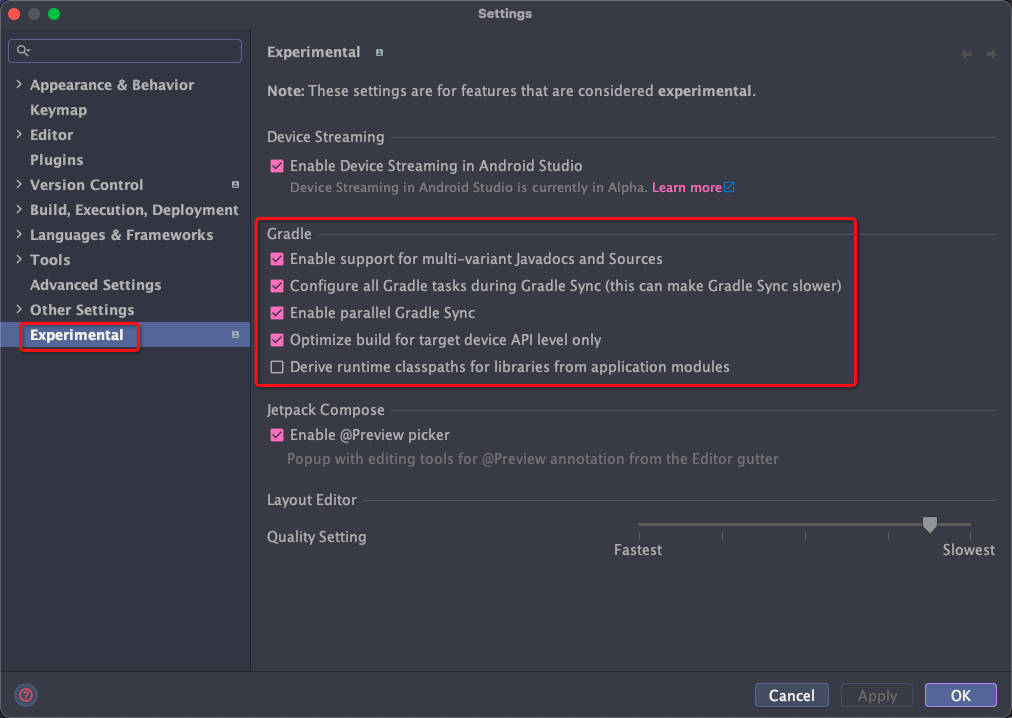 Settings
Appearance & Behavior
Keymap
Editor
Plugins
Version Control
Build, Execution, Deployment
Languages & Frameworks
Tools
Advanced Settings
Other Settings
Experimental
Experimental
Note: These settings are for features that are considered experimental.
Device Streaming
Enable Device Streaming in Android Studio
Device Streaming in Android Studio is currently in Alpha. Learn more
Gradle
Enable support for multi-variant Javadocs and Sources
Configure all Gradle tasks during Gradle Sync (this can make Gradle Sync slower)
Enable parallel Gradle Sync
Optimize build for target device API level only
Derive runtime classpaths for libraries from application modules
Jetpack Compose
Enable @Preview picker
Popup with editing tools for @Preview annotation from the Editor gutter
Layout Editor
Quality Setting
Fastest Slowest
? Cancel Apply OK